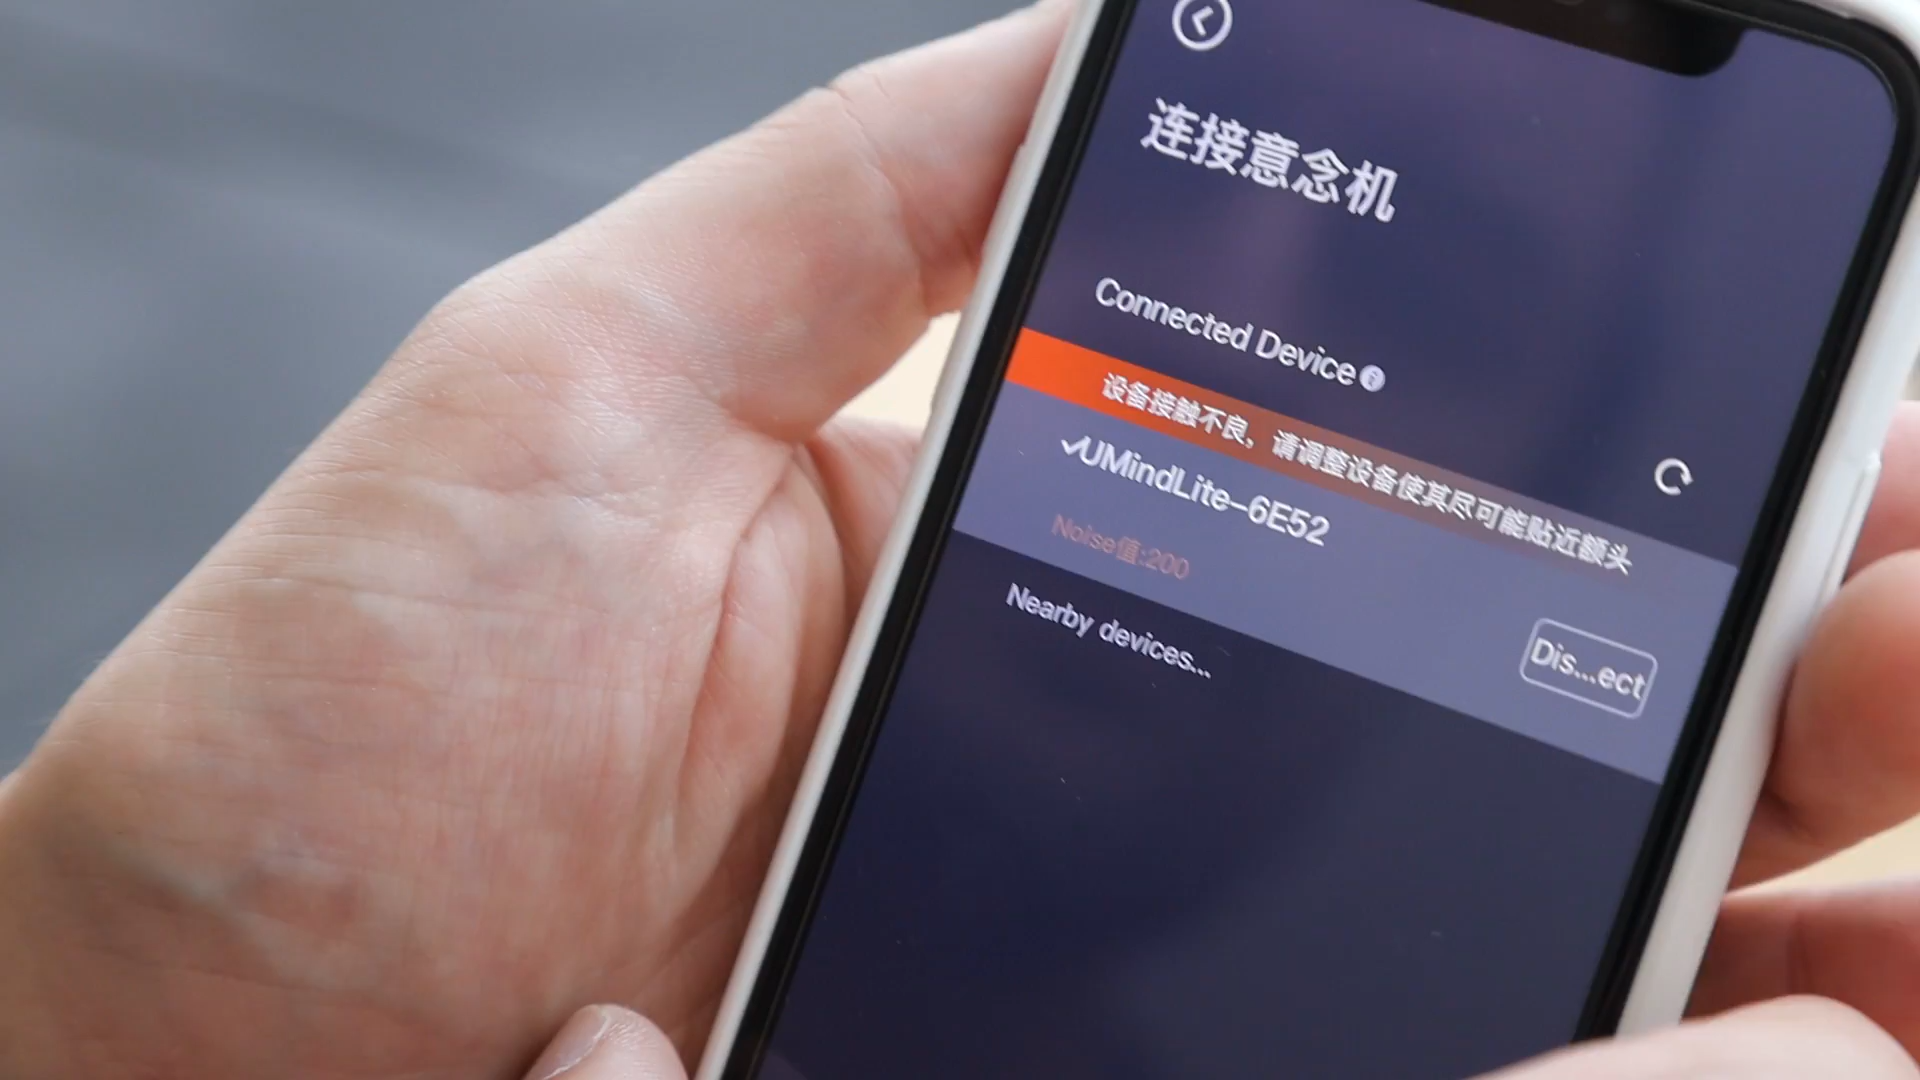 连接意念机
Connected Device
设备接触不良，请调整设备使其尽可能贴近额头
UMindLite-6E52
Noise值:200
Dis...ect
Nearby devices...